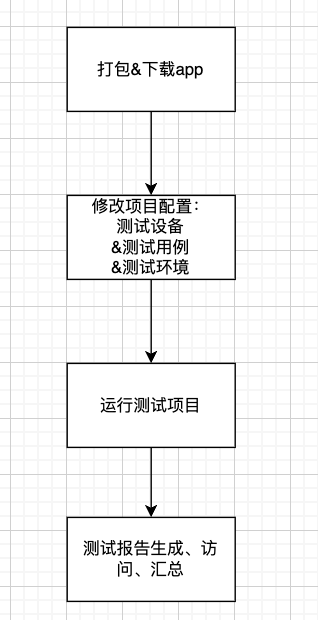 打包&下载app
修改项目配置：
测试设备
&测试用例
&测试环境
运行测试项目
测试报告生成、访
问、汇总